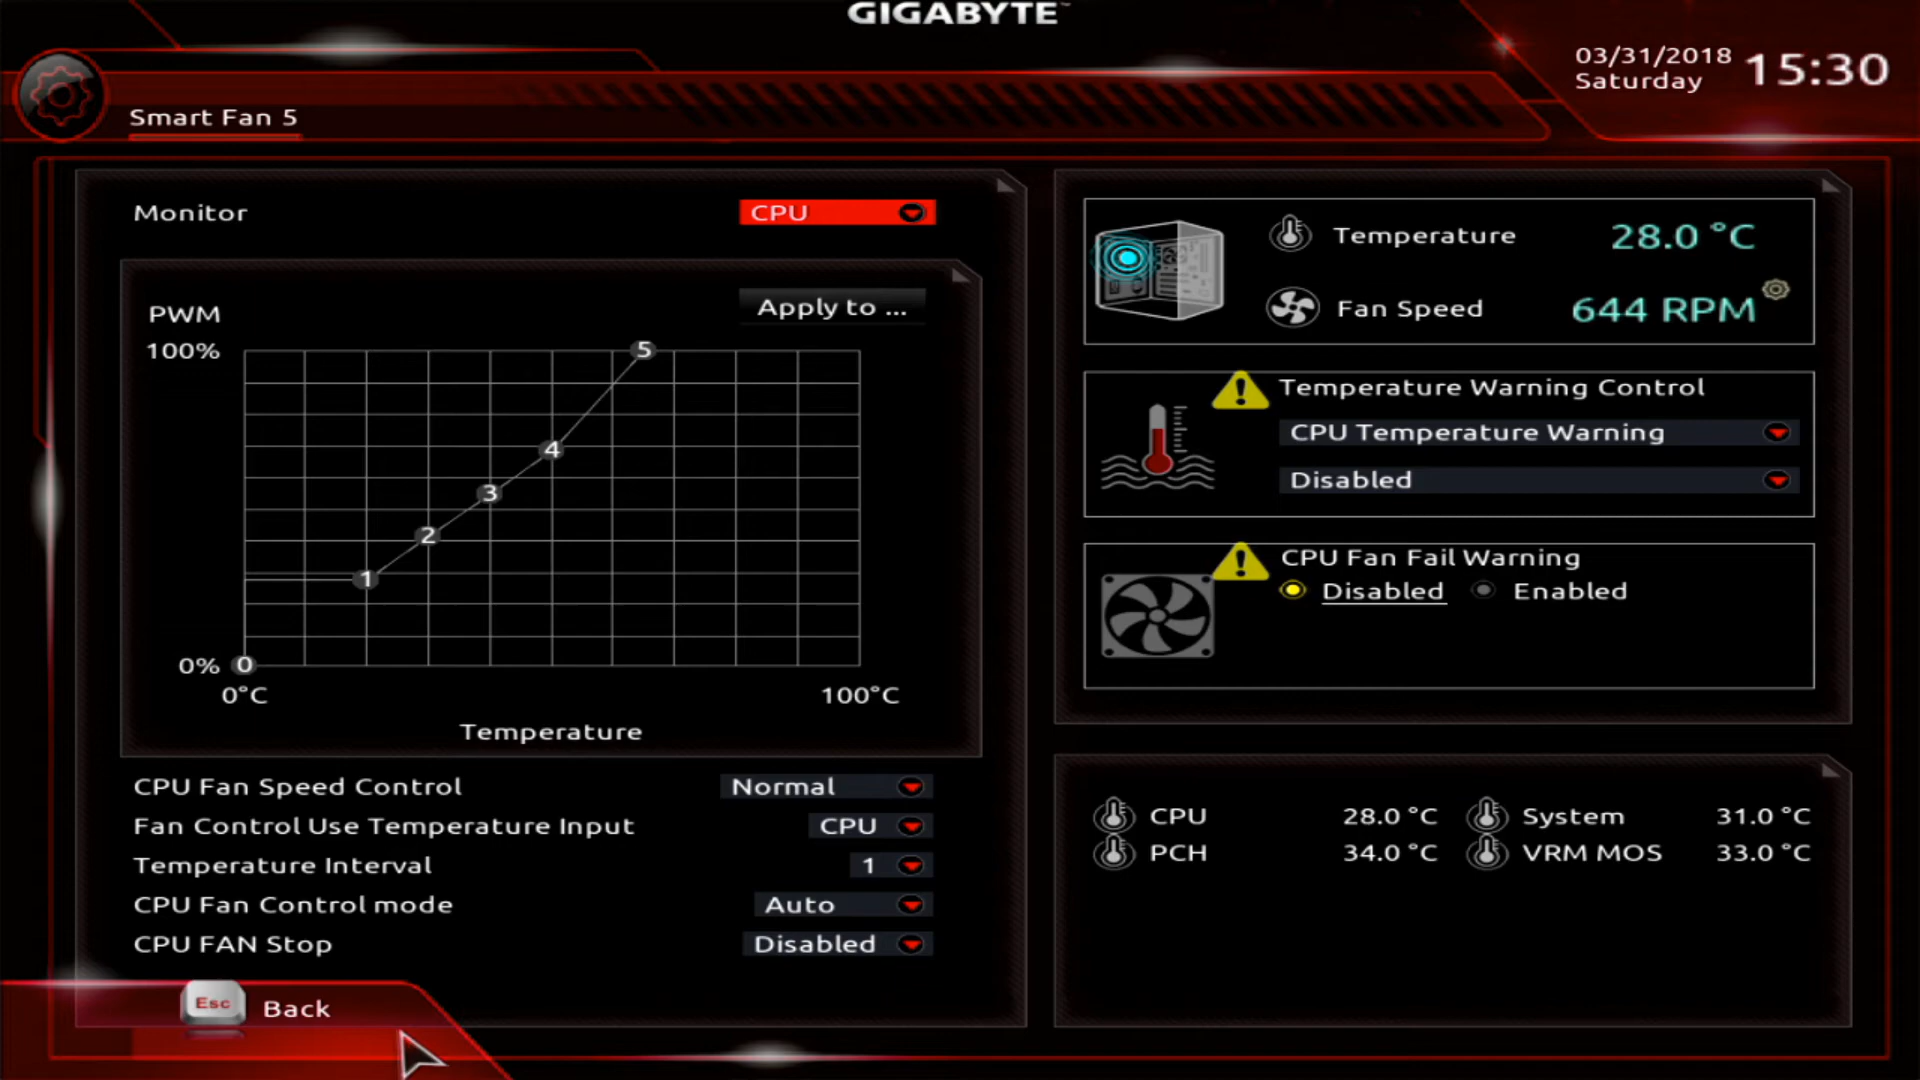 GIGABYTE
03/31/2018
Saturday
15:30
Smart Fan 5
Monitor
CPU
PWM
Apply to ...
100%
5
4
3
2
1
0% 0
0°C
100°C
Temperature
CPU Fan Speed Control
Normal
Fan Control Use Temperature Input
CPU
Temperature Interval
1
CPU Fan Control mode
Auto
CPU FAN Stop
Disabled
Esc
Back
Temperature
28.0 °C
Fan Speed
644 RPM
Temperature Warning Control
CPU Temperature Warning
Disabled
CPU Fan Fail Warning
Disabled
Enabled
CPU 28.0 °C System 31.0 °C
PCH 34.0 °C VRM MOS 33.0 °C